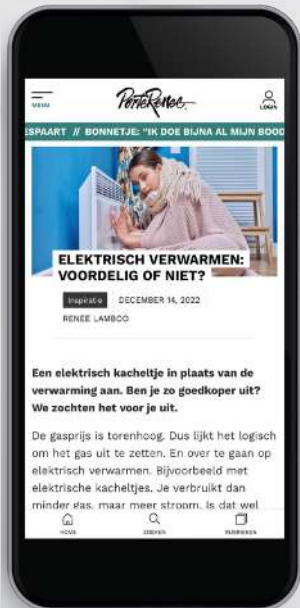 MENU
PorteRenee
LOGIN
ESPAART // BONNETJE: "IK DOE BIJNA AL MIJN BOOD
ELEKTRISCH VERWARMEN:
VOORDELIG OF NIET?
Inspiratie DECEMBER 14, 2022
RENEE LAMBOO
Een elektrisch kacheltje in plaats van de
verwarming aan. Ben je zo goedkoper uit?
We zochten het voor je uit.
De gasprijs is torenhoog. Dus lijkt het logisch
om het gas uit te zetten. En over te gaan op
elektrisch verwarmen. Bijvoorbeeld met
elektrische kacheltjes. Je verbruikt dan
minder gas, maar meer stroom. Is dat wel
HOME ZOEKEN RUBRIEKEN